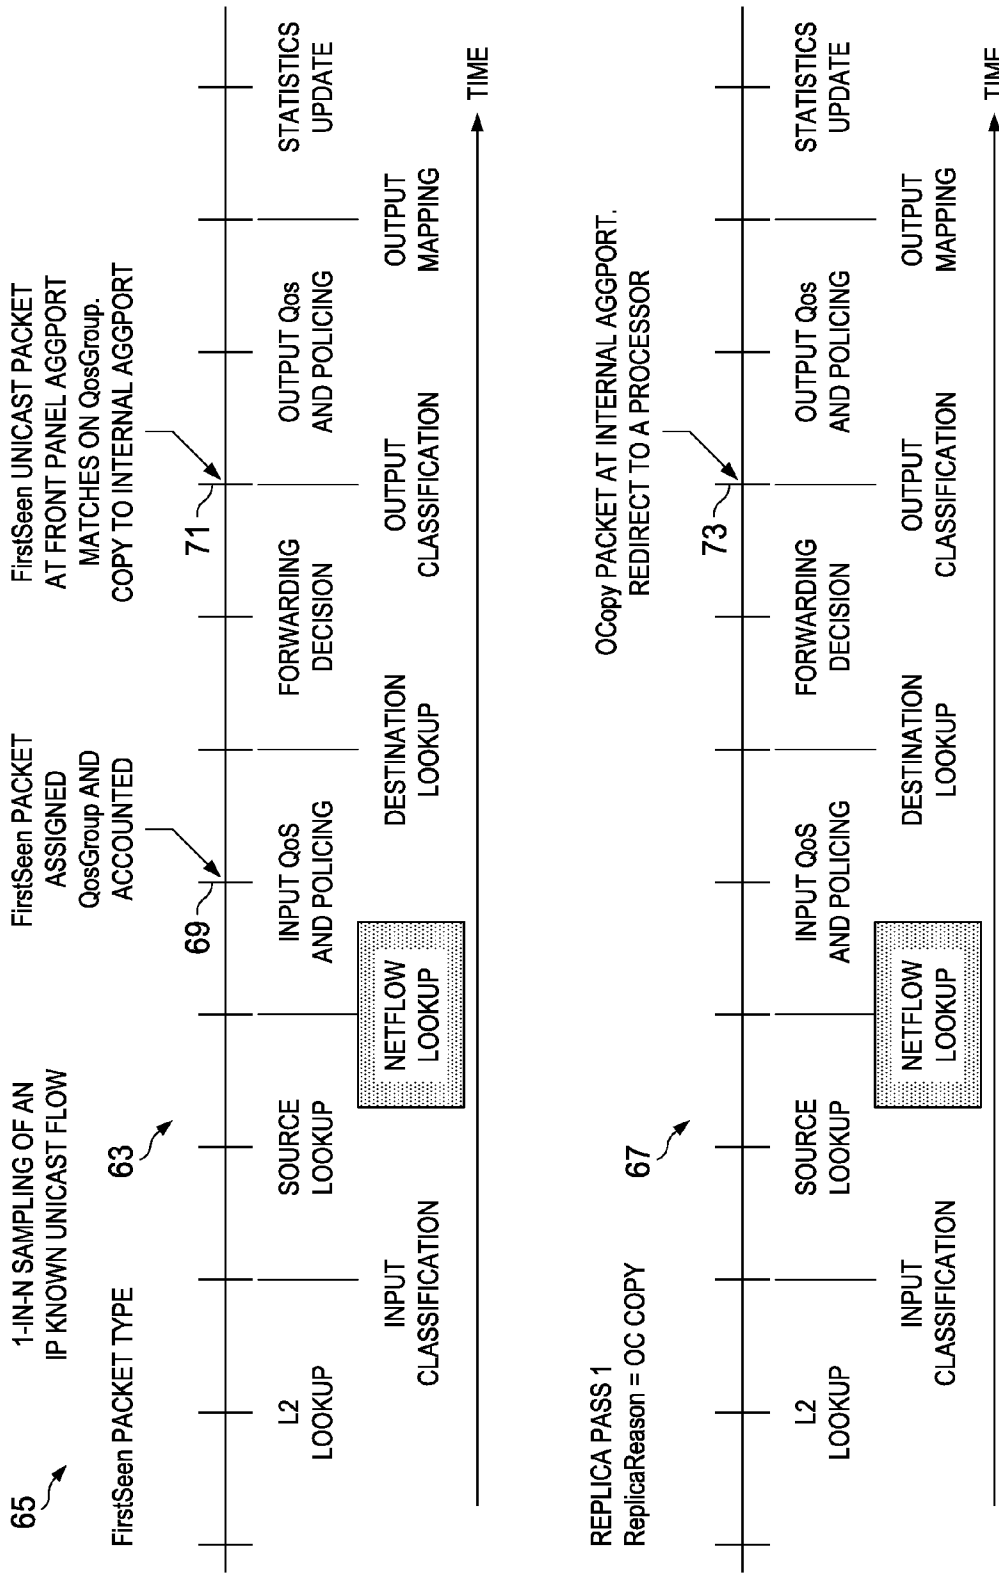 65
1-IN-N SAMPLING OF AN
IP KNOWN UNICAST FLOW
FirstSeen PACKET TYPE
63
FirstSeen PACKET
ASSIGNED
QosGroup AND
ACCOUNTED
69
FirstSeen UNICAST PACKET
AT FRONT PANEL AGGPORT
MATCHES ON QosGroup.
COPY TO INTERNAL AGGPORT
71
L2
LOOKUP
INPUT
CLASSIFICATION
SOURCE
LOOKUP
NETFLOW
LOOKUP
INPUT QoS
AND POLICING
DESTINATION
LOOKUP
FORWARDING
DECISION
OUTPUT
CLASSIFICATION
OUTPUT Qos
AND POLICING
OUTPUT
MAPPING
STATISTICS
UPDATE
TIME
REPLICA PASS 1
ReplicaReason = OC COPY
67
OCopy PACKET AT INTERNAL AGGPORT.
REDIRECT TO A PROCESSOR
73
L2
LOOKUP
INPUT
CLASSIFICATION
SOURCE
LOOKUP
NETFLOW
LOOKUP
INPUT QoS
AND POLICING
DESTINATION
LOOKUP
FORWARDING
DECISION
OUTPUT
CLASSIFICATION
OUTPUT Qos
AND POLICING
OUTPUT
MAPPING
STATISTICS
UPDATE
TIME